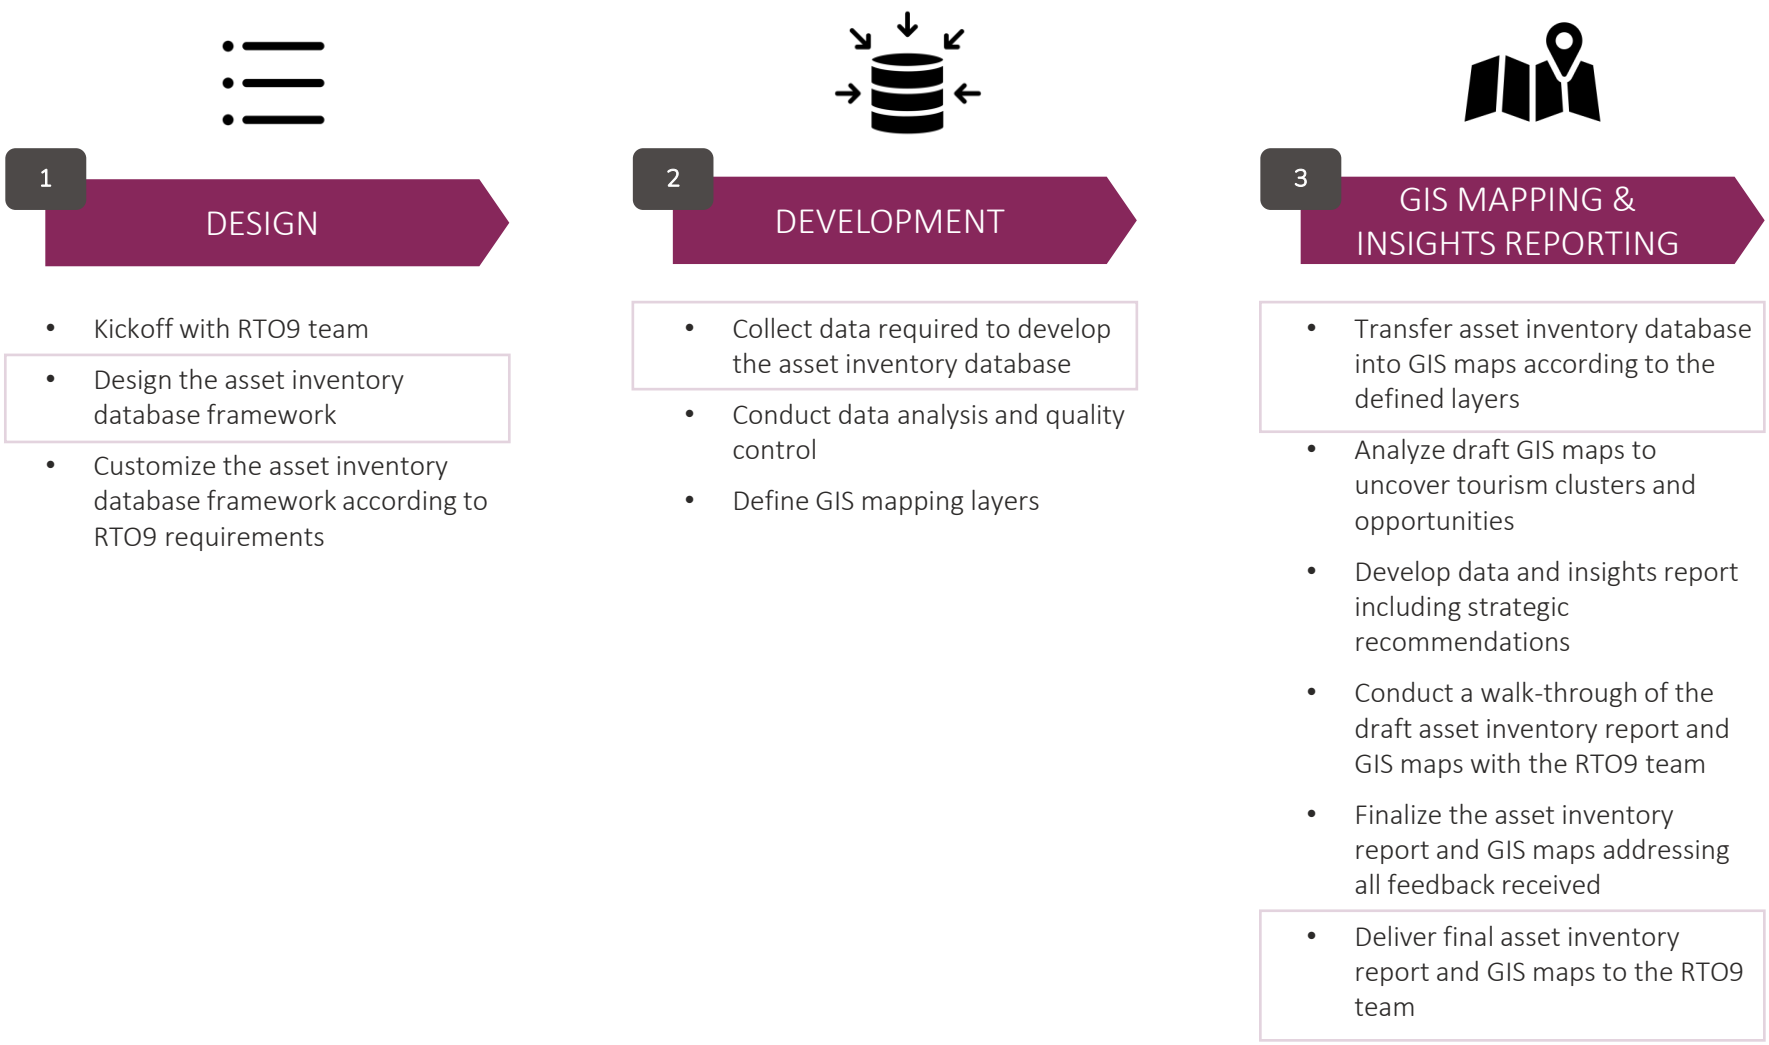 1
DESIGN
• Kickoff with RTO9 team
• Design the asset inventory
database framework
• Customize the asset inventory
database framework according to
RTO9 requirements
2
DEVELOPMENT
• Collect data required to develop
the asset inventory database
• Conduct data analysis and quality
control
• Define GIS mapping layers
3
GIS MAPPING &
INSIGHTS REPORTING
• Transfer asset inventory database
into GIS maps according to the
defined layers
• Analyze draft GIS maps to
uncover tourism clusters and
opportunities
• Develop data and insights report
including strategic
recommendations
• Conduct a walk-through of the
draft asset inventory report and
GIS maps with the RTO9 team
• Finalize the asset inventory
report and GIS maps addressing
all feedback received
• Deliver final asset inventory
report and GIS maps to the RTO9
team